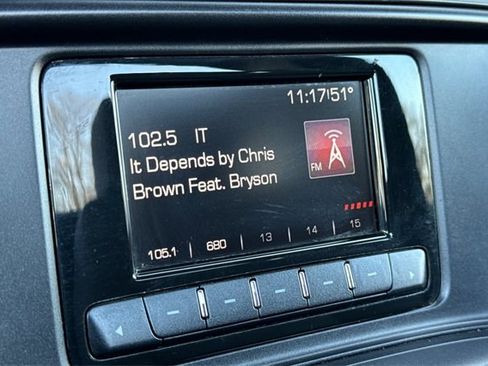 11:17 51°
102.5 IT
It Depends by Chris
Brown Feat. Bryson
FM
105.1 680 13 14 15